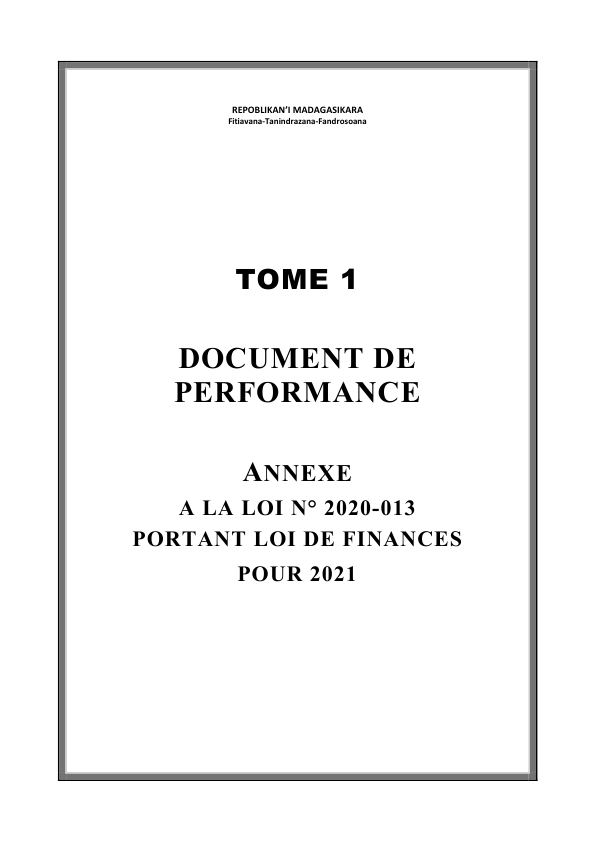 REPOBLIKAN'I MADAGASIKARA
Fitiavana-Tanindrazana-Fandrosoana
TOME 1
DOCUMENT DE
PERFORMANCE
ANNEXE
A LA LOI N° 2020-013
PORTANT LOI DE FINANCES
POUR 2021